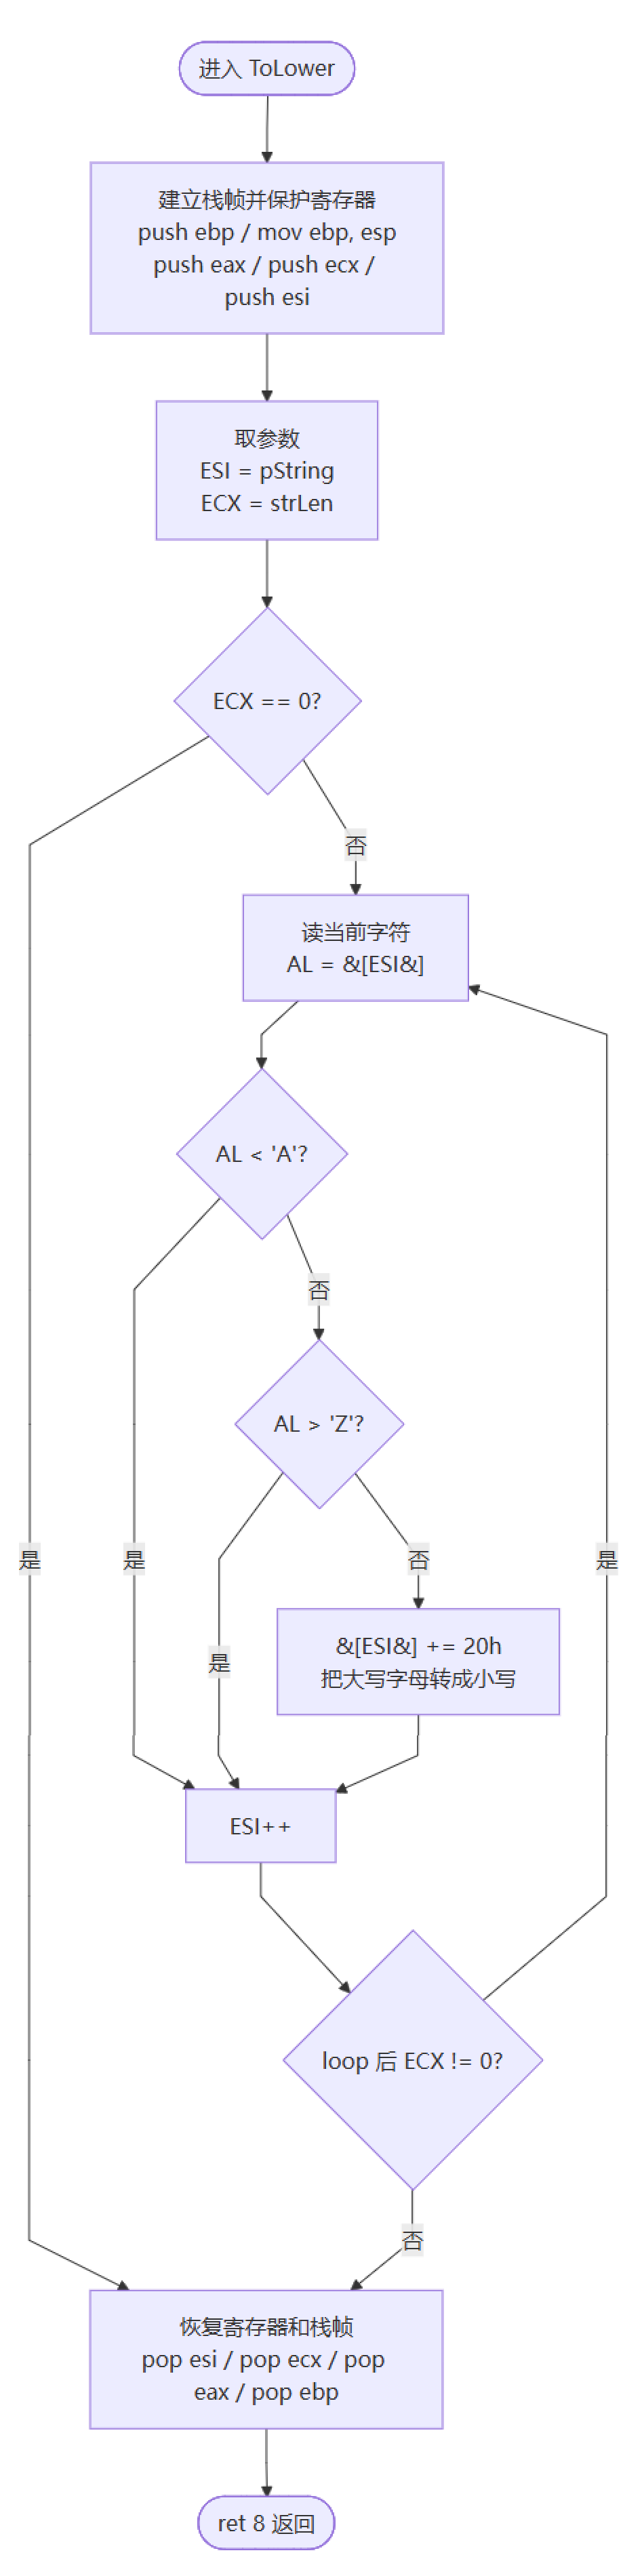 进入 ToLower
建立栈帧并保护寄存器
push ebp / mov ebp, esp
push eax / push ecx /
push esi
取参数
ESI = pString
ECX = strLen
ECX == 0?
否
读当前字符
AL = &[ESI&]
AL < 'A'?
否
AL > 'Z'?
是
是
否
是
&[ESI&] += 20h
把大写字母转成小写
是
ESI++
loop 后 ECX != 0?
否
恢复寄存器和栈帧
pop esi / pop ecx / pop
eax / pop ebp
ret 8 返回